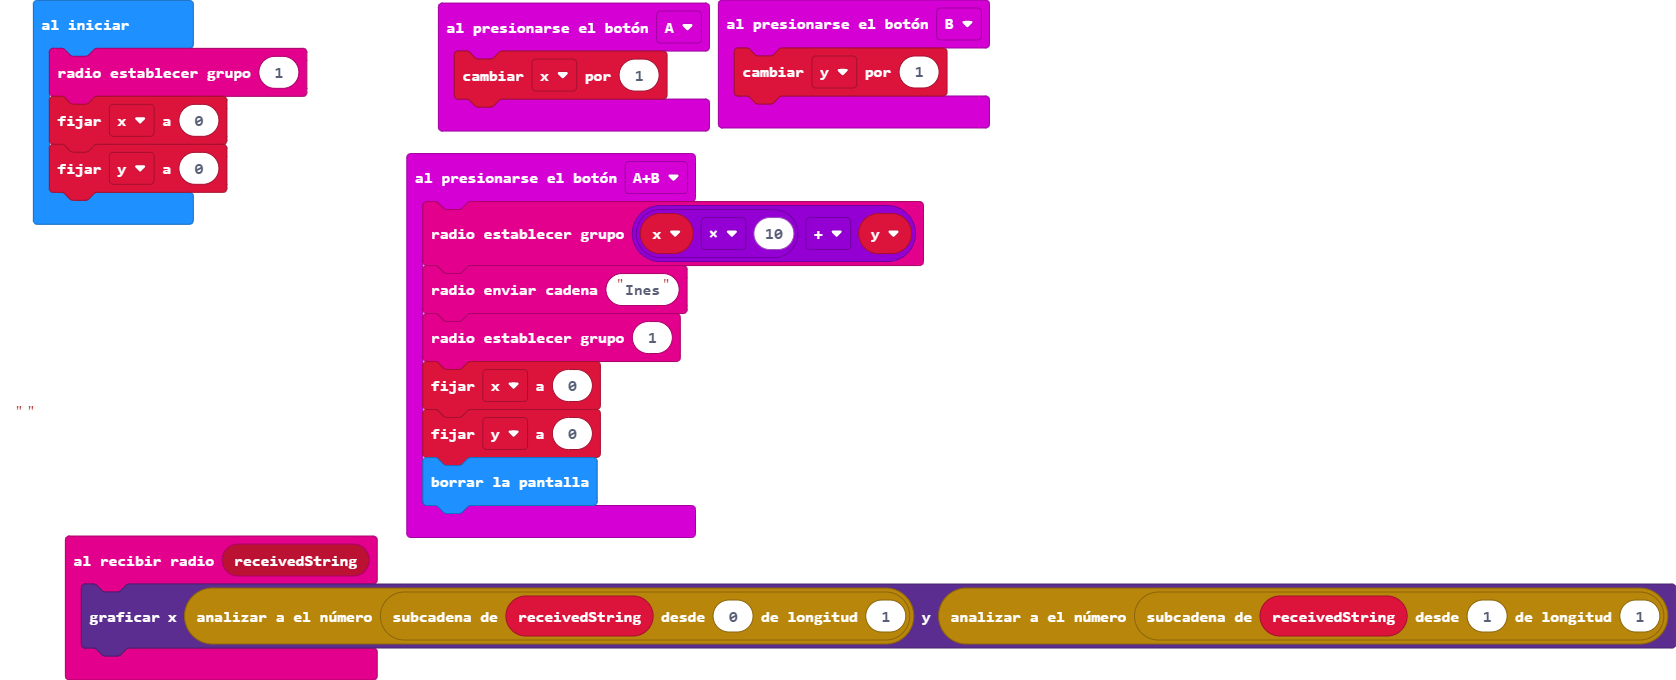 al iniciar
radio establecer grupo 1
fijar x a 0
fijar y a 0
al presionarse el botón A
cambiar x por 1
al presionarse el botón B
cambiar y por 1
al presionarse el botón A+B
radio establecer grupo x × 10 + y
radio enviar cadena "Ines"
radio establecer grupo 1
fijar x a 0
fijar y a 0
borrar la pantalla
" "
al recibir radio receivedString
graficar x analizar a el número subcadena de receivedString desde 0 de longitud 1 y analizar a el número subcadena de receivedString desde 1 de longitud 1